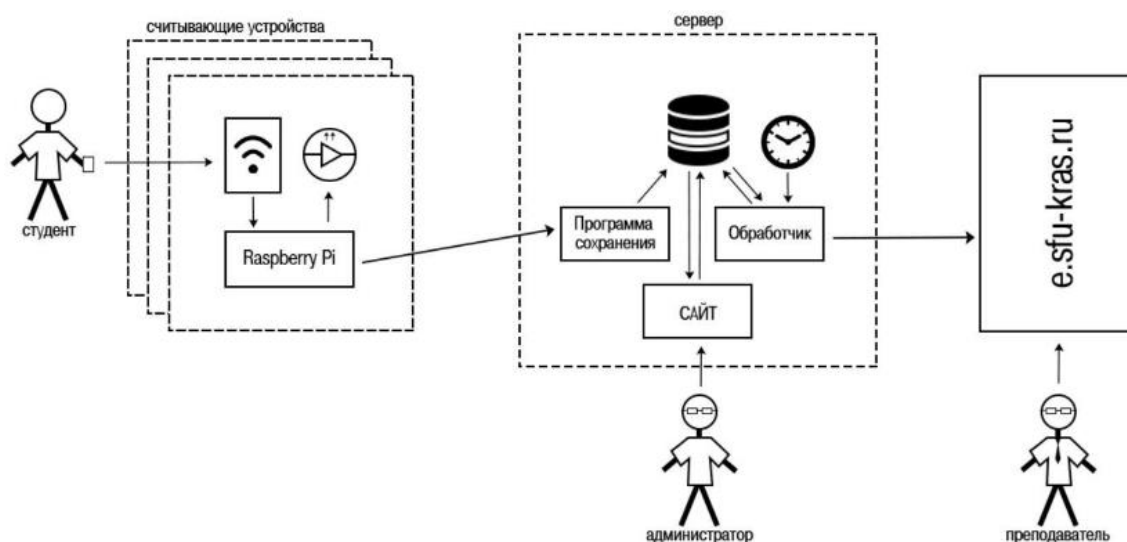 считывающие устройства
сервер
студент
Raspberry Pi
Программа
сохранения
Обработчик
САЙТ
e.sfu-kras.ru
администратор
преподаватель